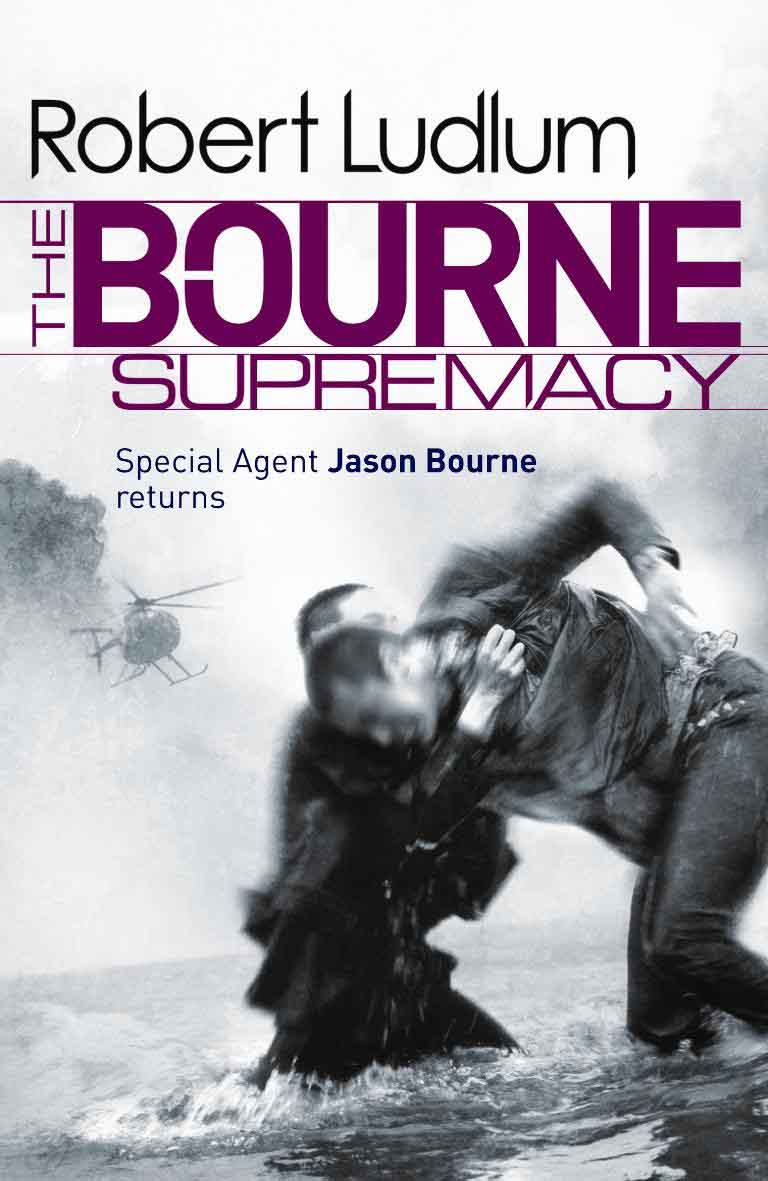 Robert Ludlum
THE BOURNE
SUPREMACY
Special Agent Jason Bourne
returns